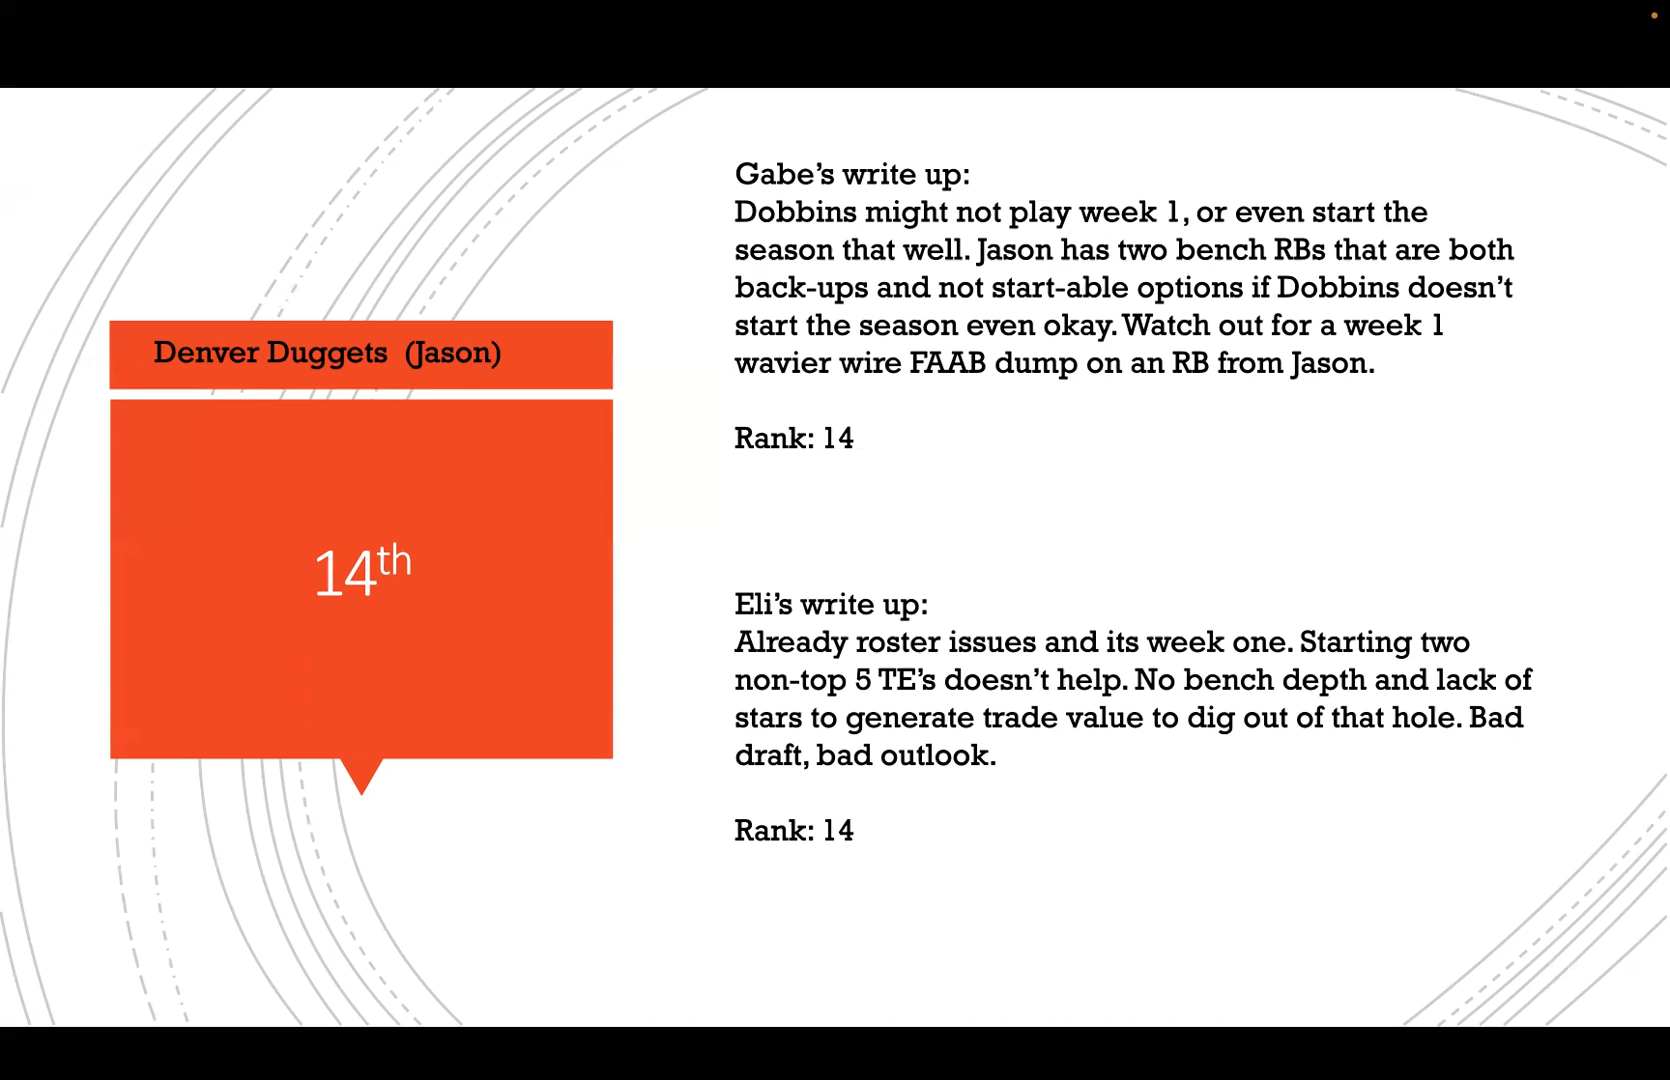 Denver Duggets (Jason)
14th
Gabe’s write up:
Dobbins might not play week 1, or even start the
season that well. Jason has two bench RBs that are both
back-ups and not start-able options if Dobbins doesn’t
start the season even okay. Watch out for a week 1
wavier wire FAAB dump on an RB from Jason.
Rank: 14
Eli’s write up:
Already roster issues and its week one. Starting two
non-top 5 TE’s doesn’t help. No bench depth and lack of
stars to generate trade value to dig out of that hole. Bad
draft, bad outlook.
Rank: 14